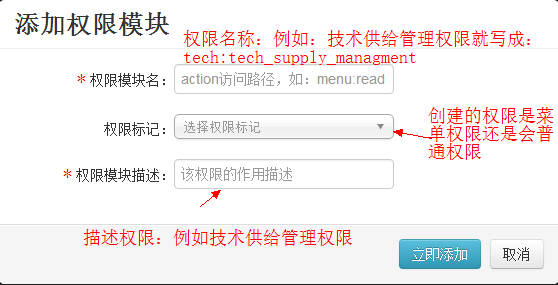 添加权限模块
权限名称：例如：技术供给管理权限就写成：
tech:tech_supply_managment
* 权限模块名： action访问路径，如：menu:read
权限标记： 选择权限标记
创建的权限是菜
单权限还是会普
通权限
* 权限模块描述： 该权限的作用描述
描述权限：例如技术供给管理权限
立即添加 取消